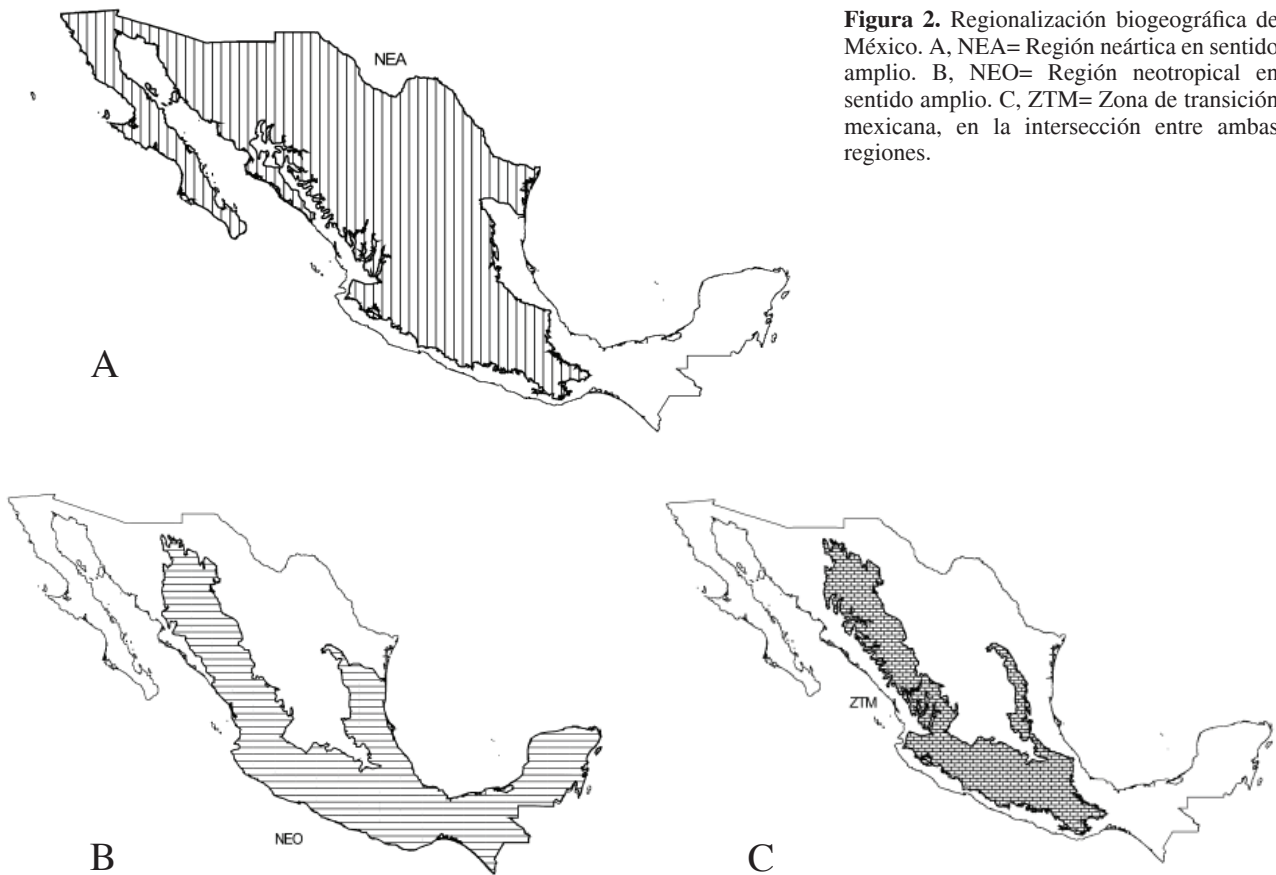 Figura 2. Regionalización biogeográfica de
México. A, NEA= Región neártica en sentido
amplio. B, NEO= Región neotropical en
sentido amplio. C, ZTM= Zona de transición
mexicana, en la intersección entre ambas
regiones.
NEA
A
NEO
B
ZTM
C